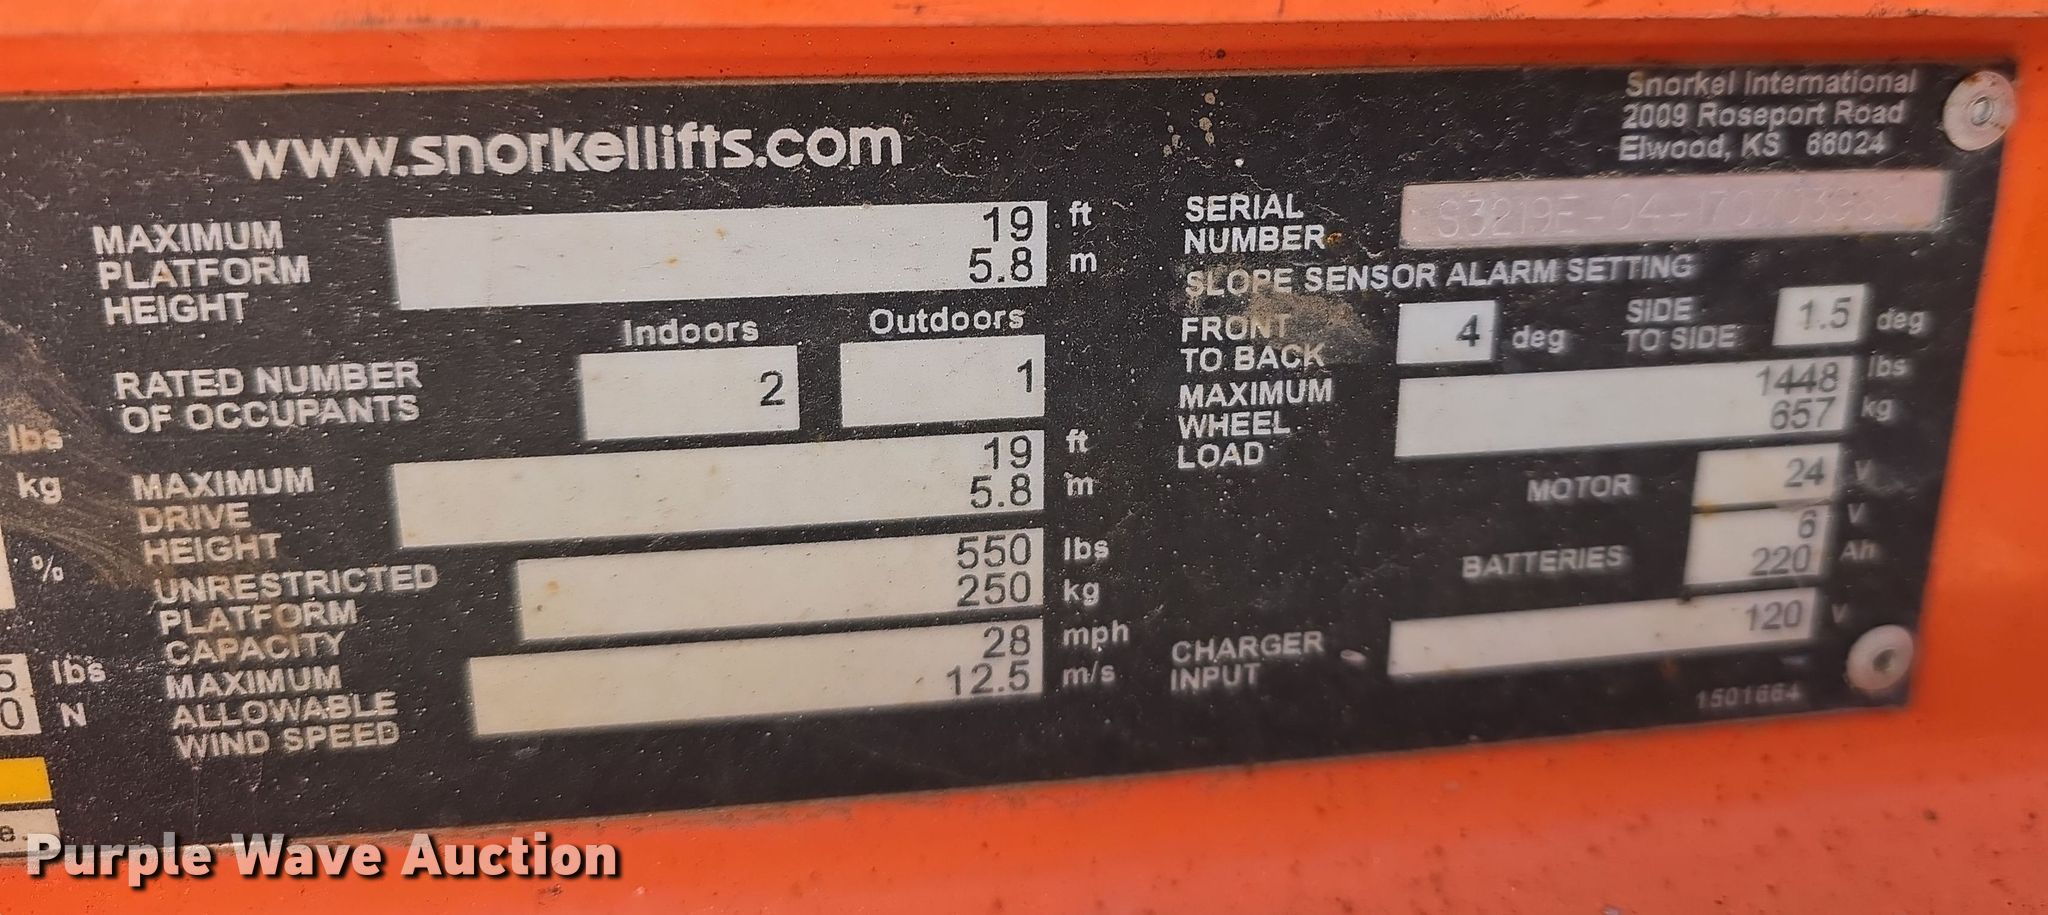 Snorkel International
2009 Roseport Road
Elwood, KS 66024
www.snorkellifts.com
MAXIMUM
PLATFORM
HEIGHT
19 ft
5.8 m
Indoors Outdoors
RATED NUMBER
OF OCCUPANTS
2 1
MAXIMUM
DRIVE
HEIGHT
19 ft
5.8 m
UNRESTRICTED
PLATFORM
CAPACITY
550 lbs
250 kg
MAXIMUM
ALLOWABLE
WIND SPEED
28 mph
12.5 m/s
SERIAL
NUMBER
SLOPE SENSOR ALARM SETTING
FRONT
TO BACK
4 deg
SIDE
TO SIDE
1.5 deg
MAXIMUM
WHEEL
LOAD
1448 lbs
657 kg
MOTOR 24 V
BATTERIES
6 V
220 Ah
CHARGER
INPUT
120 V
1501664
lbs
kg
%
5 lbs
0 N
e.
Purple Wave Auction